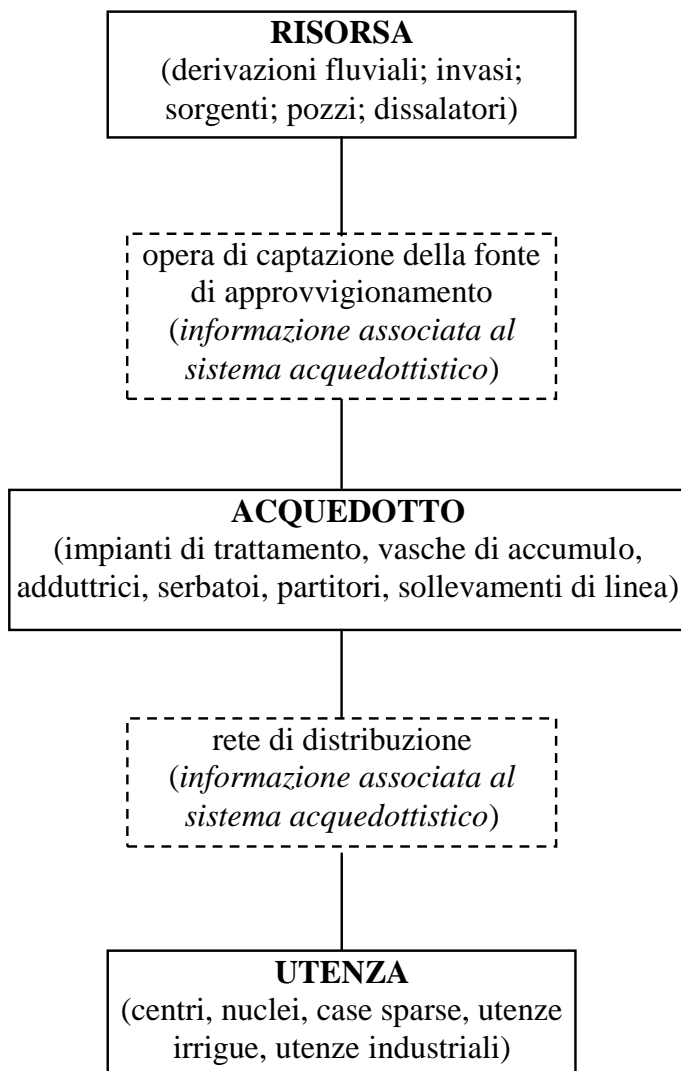 RISORSA
(derivazioni fluviali; invasi;
sorgenti; pozzi; dissalatori)
opera di captazione della fonte
di approvvigionamento
(informazione associata al
sistema acquedottistico)
ACQUEDOTTO
(impianti di trattamento, vasche di accumulo,
adduttrici, serbatoi, partitori, sollevamenti di linea)
rete di distribuzione
(informazione associata al
sistema acquedottistico)
UTENZA
(centri, nuclei, case sparse, utenze
irrigue, utenze industriali)